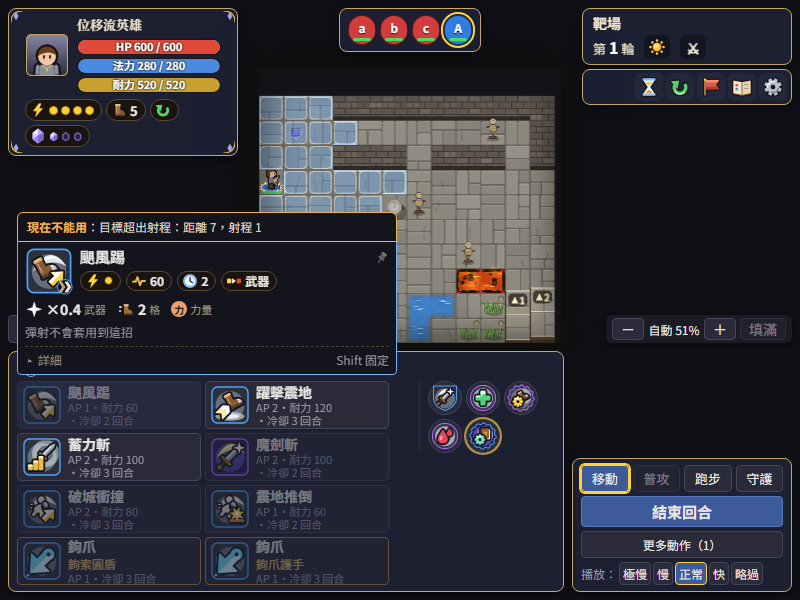 位移流英雄
HP 600 / 600
法力 280 / 280
耐力 520 / 520
5
a b c A
靶場
第 1 輪
▲1 ▲2
現在不能用：目標超出射程：距離 7，射程 1
颶風踢
60 2 武器
×0.4 武器 2 格 力 力量
彈射不會套用到這招
▸ 詳細 Shift 固定
− 自動 51% + 填滿
颶風踢
AP 1・耐力 60
・冷卻 2 回合
躍擊震地
AP 2・耐力 120
・冷卻 3 回合
蓄力斬
AP 2・耐力 100
・冷卻 3 回合
魔劍斬
AP 2・耐力 100
・冷卻 2 回合
破城衝撞
AP 2・耐力 80
・冷卻 3 回合
震地推倒
AP 1・耐力 60
・冷卻 2 回合
鉤爪
鉤索圓盾
AP 1・冷卻 3 回合
鉤爪
鉤爪護手
AP 1・冷卻 3 回合
移動 普攻 跑步 守護
結束回合
更多動作（1）
播放： 極慢 慢 正常 快 略過